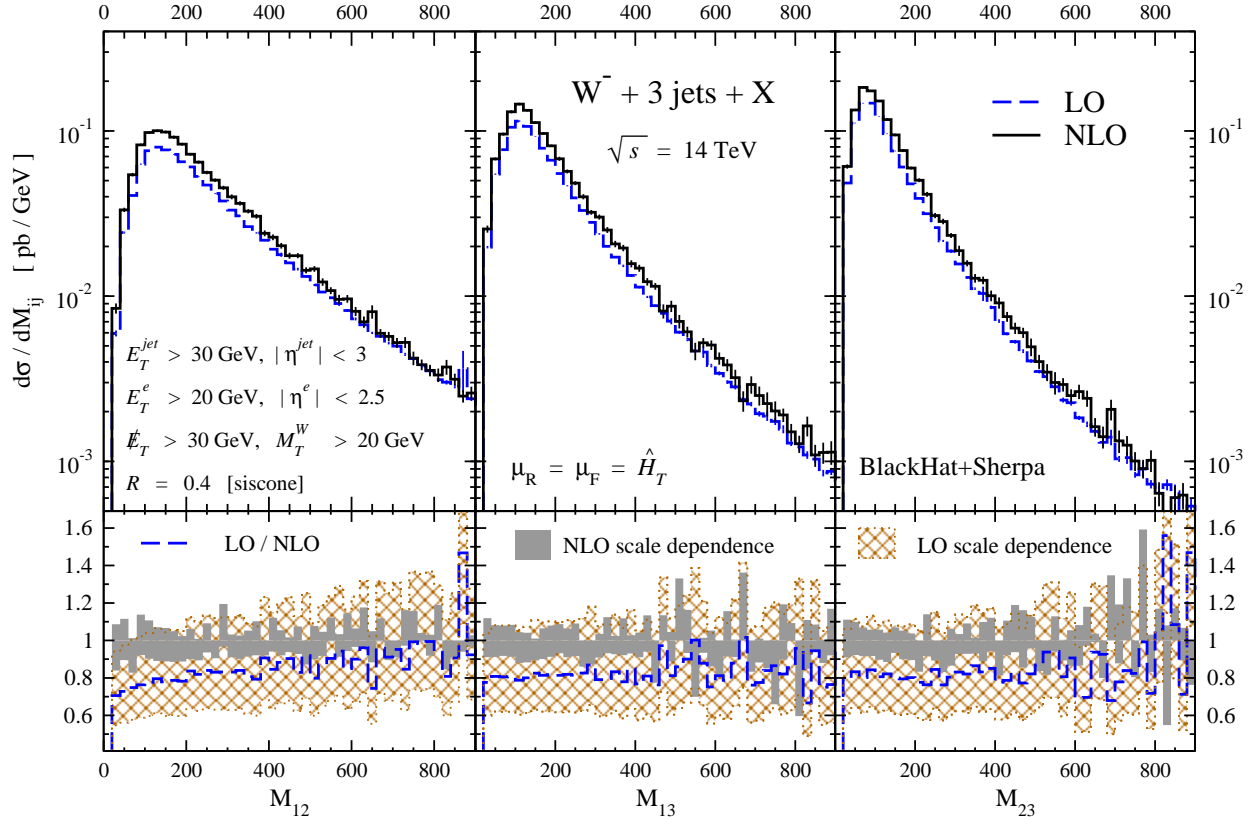 0 200 400 600 800 200 400 600 800 200 400 600 800
dσ / dM_ij [ pb / GeV ]
10^-1
10^-2
10^-3
10^-1
10^-2
10^-3
E_T^jet > 30 GeV, | η^jet | < 3
E_T^e > 20 GeV, | η^e | < 2.5
E̸_T > 30 GeV, M_T^W > 20 GeV
R = 0.4 [siscone]
W^- + 3 jets + X
√s = 14 TeV
μ_R = μ_F = Ĥ_T
LO
NLO
BlackHat+Sherpa
1.6
1.4
1.2
1
0.8
0.6
LO / NLO
NLO scale dependence
LO scale dependence
1.6
1.4
1.2
1
0.8
0.6
0 200 400 600 800 200 400 600 800 200 400 600 800
M_12
M_13
M_23